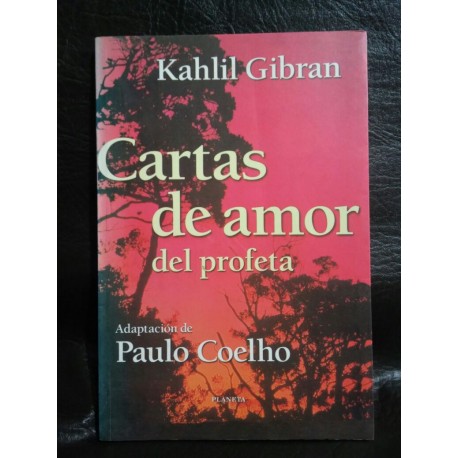 Kahlil Gibran
Cartas
de amor
del profeta
Adaptación de
Paulo Coelho
PLANETA